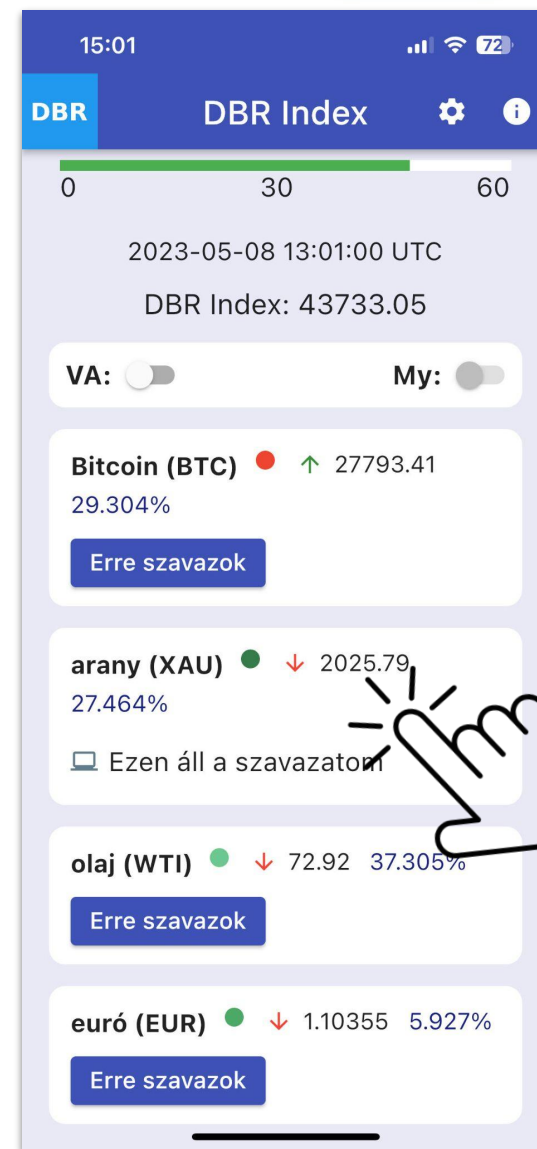 15:01 72
DBR DBR Index
0 30 60
2023-05-08 13:01:00 UTC
DBR Index: 43733.05
VA: My:
Bitcoin (BTC) ↑ 27793.41
29.304%
Erre szavazok
arany (XAU) ↓ 2025.79
27.464%
Ezen áll a szavazatom
olaj (WTI) ↓ 72.92 37.305%
Erre szavazok
euró (EUR) ↓ 1.10355 5.927%
Erre szavazok